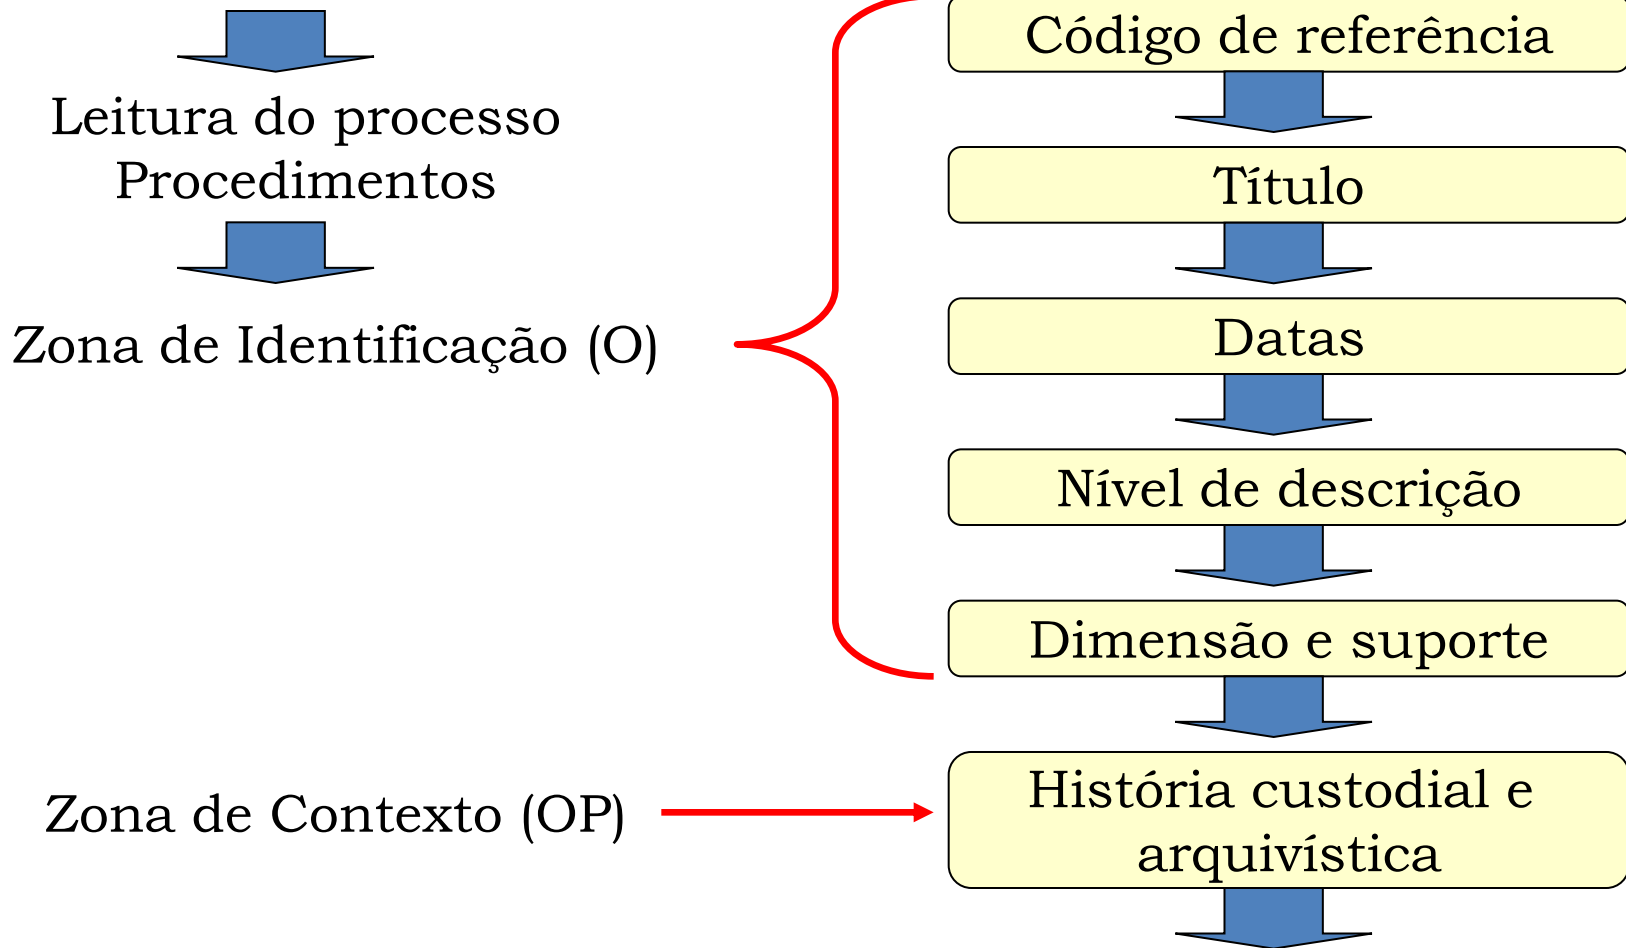 Leitura do processo
Procedimentos
Zona de Identificação (O)
Código de referência
Título
Datas
Nível de descrição
Dimensão e suporte
Zona de Contexto (OP)
História custodial e
arquivística